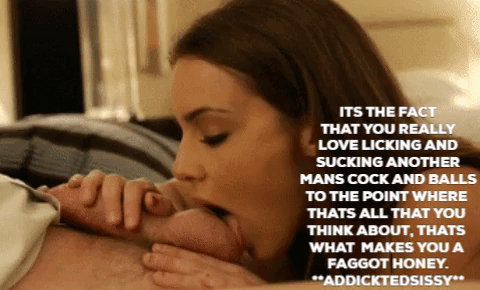 ITS THE FACT
THAT YOU REALLY
LOVE LICKING AND
SUCKING ANOTHER
MANS COCK AND BALLS
TO THE POINT WHERE
THATS ALL THAT YOU
THINK ABOUT, THATS
WHAT MAKES YOU A
FAGGOT HONEY.
**ADDICKTEDSISSY**